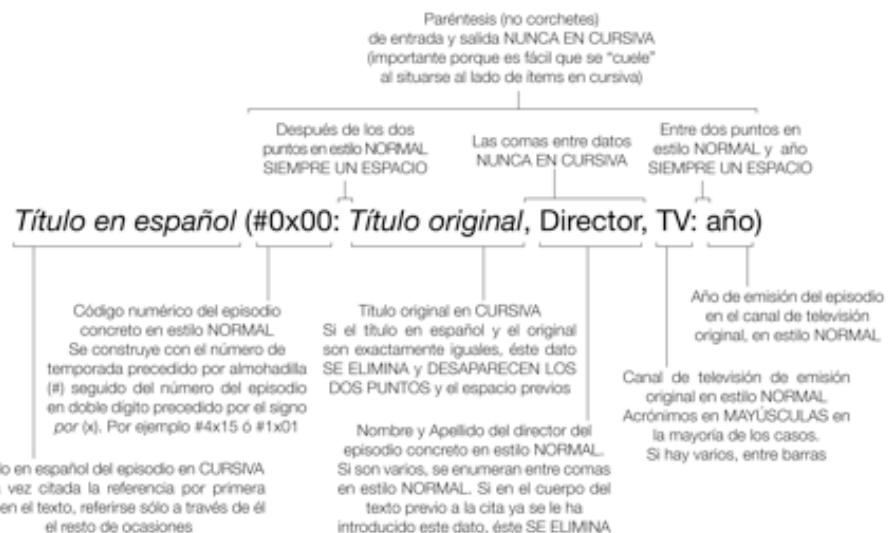 Paréntesis (no corchetes)
de entrada y salida NUNCA EN CURSIVA
(importante porque es fácil que se “cuele”
al situarse al lado de ítems en cursiva)
Después de los dos
puntos en estilo NORMAL
SIEMPRE UN ESPACIO
Las comas entre datos
NUNCA EN CURSIVA
Entre dos puntos en
estilo NORMAL y año
SIEMPRE UN ESPACIO
Título en español (#0x00: Título original, Director, TV: año)
Código numérico del episodio
concreto en estilo NORMAL
Se construye con el número de
temporada precedido por almohadilla
(#) seguido del número del episodio
en doble dígito precedido por el signo
por (x). Por ejemplo #4x15 ó #1x01
Título original en CURSIVA
Si el título en español y el original
son exactamente iguales, éste dato
SE ELIMINA y DESAPARECEN LOS
DOS PUNTOS y el espacio previos
Año de emisión del episodio
en el canal de televisión
original, en estilo NORMAL
Canal de televisión de emisión
original en estilo NORMAL
Acrónimos en MAYÚSCULAS en
la mayoría de los casos.
Si hay varios, entre barras
Nombre y Apellido del director del
episodio concreto en estilo NORMAL.
Si son varios, se enumeran entre comas
en estilo NORMAL. Si en el cuerpo del
texto previo a la cita ya se le ha
introducido este dato, éste SE ELIMINA
en español del episodio en CURSIVA
vez citada la referencia por primera
en el texto, referirse sólo a través de él
el resto de ocasiones